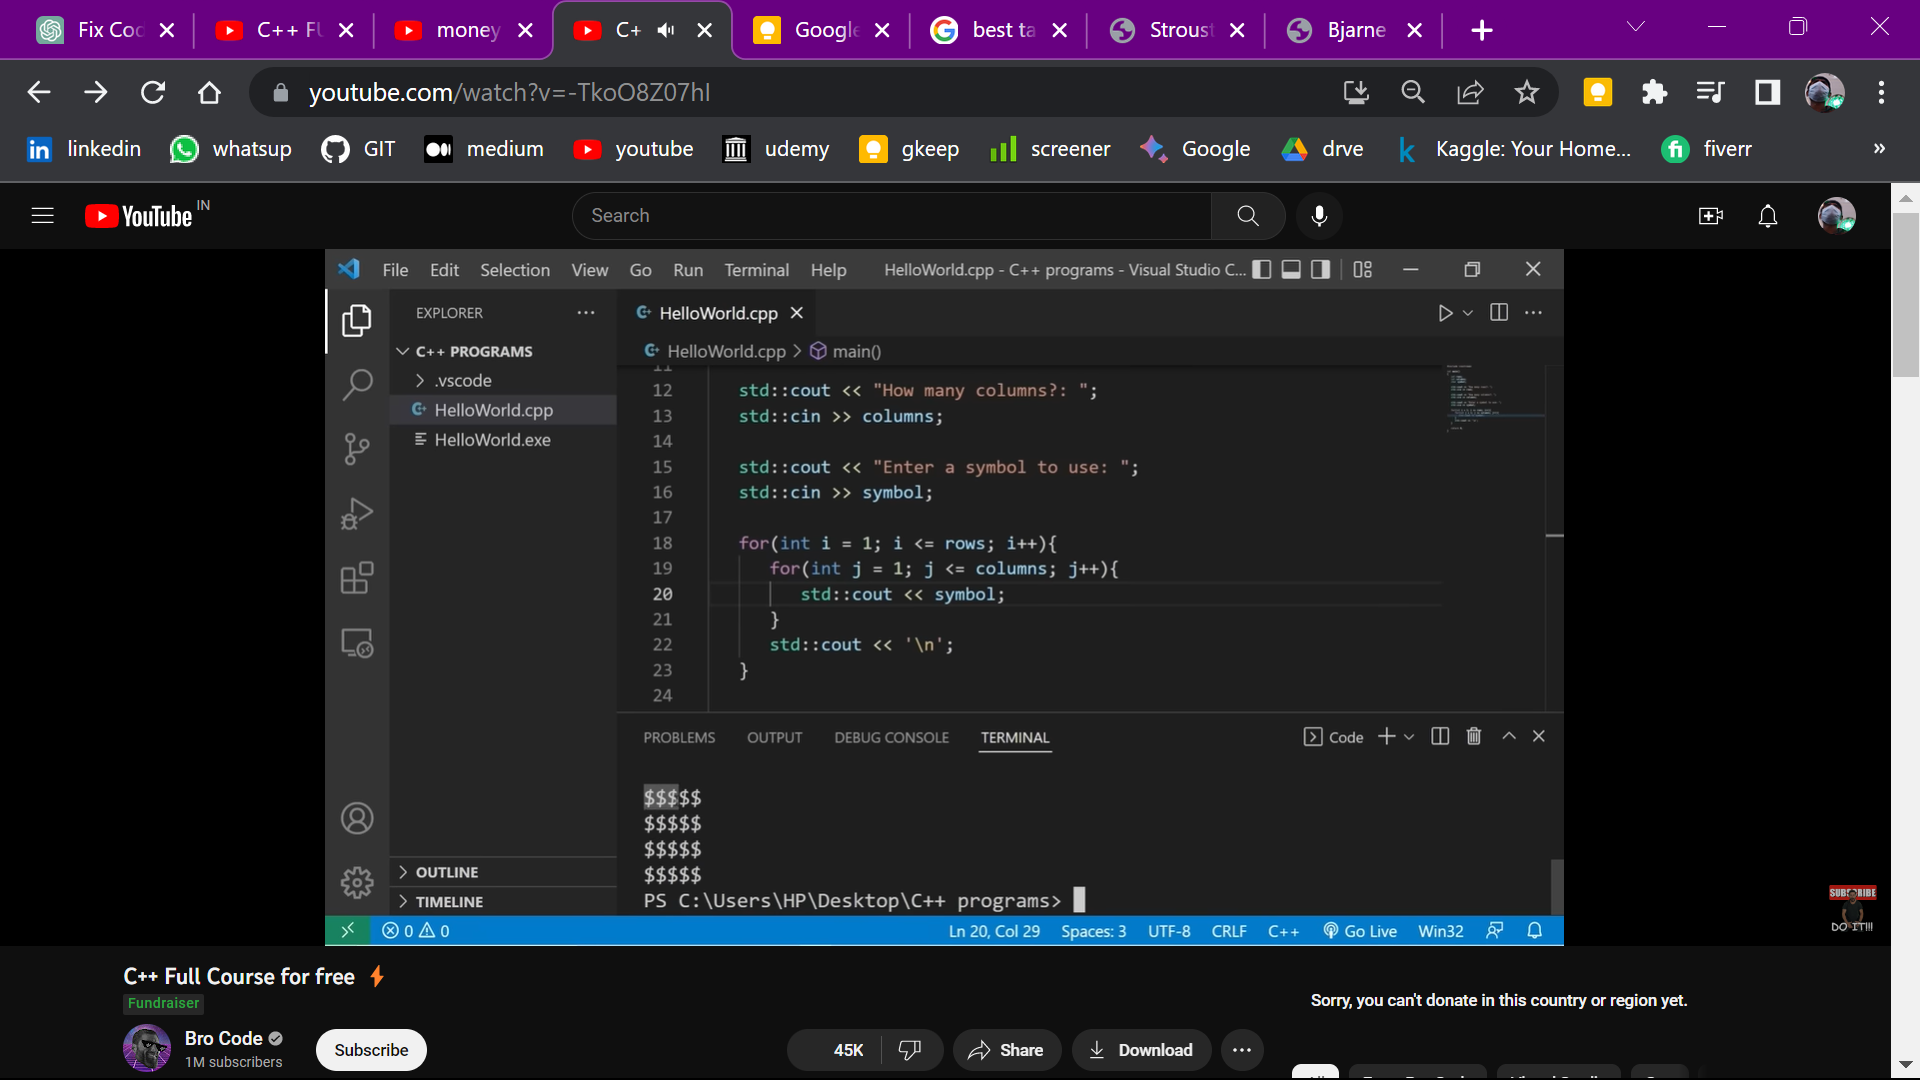 Fix Coc
C++ FU
money
C+
Google
best ta
Stroust
Bjarne
youtube.com/watch?v=-TkoO8Z07hI
linkedin
whatsup
GIT
medium
youtube
udemy
gkeep
screener
Google
drve
Kaggle: Your Home...
fiverr
»
YouTube IN
Search
File Edit Selection View Go Run Terminal Help
HelloWorld.cpp - C++ programs - Visual Studio C...
EXPLORER
C++ PROGRAMS
.vscode
HelloWorld.cpp
HelloWorld.exe
OUTLINE
TIMELINE
HelloWorld.cpp
HelloWorld.cpp > main()
11
12 std::cout << "How many columns?: ";
13 std::cin >> columns;
14
15 std::cout << "Enter a symbol to use: ";
16 std::cin >> symbol;
17
18 for(int i = 1; i <= rows; i++){
19 for(int j = 1; j <= columns; j++){
20 std::cout << symbol;
21 }
22 std::cout << '\n';
23 }
24
PROBLEMS OUTPUT DEBUG CONSOLE TERMINAL
Code
$$$$$
$$$$$
$$$$$
$$$$$
PS C:\Users\HP\Desktop\C++ programs>
0 0
Ln 20, Col 29 Spaces: 3 UTF-8 CRLF C++ Go Live Win32
SUBSCRIBE
DO IT!!!
C++ Full Course for free
Fundraiser
Bro Code
1M subscribers
Subscribe
45K
Share
Download
Sorry, you can't donate in this country or region yet.